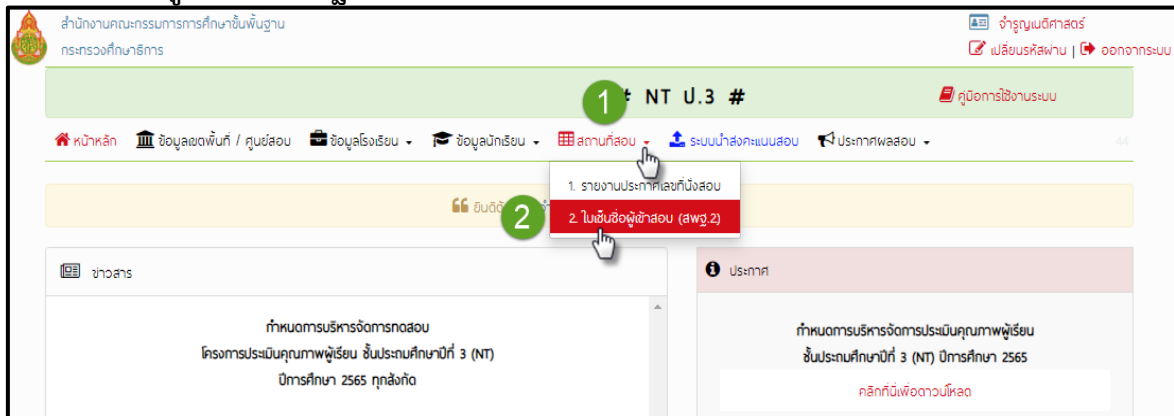 สำนักงานคณะกรรมการการศึกษาขั้นพื้นฐาน
กระทรวงศึกษาธิการ
จำรูญเนติศาสตร์
เปลี่ยนรหัสผ่าน | ออกจากระบบ
1
NT ป.3 #
คู่มือการใช้งานระบบ
หน้าหลัก ข้อมูลเขตพื้นที่ / ศูนย์สอบ ข้อมูลโรงเรียน ข้อมูลนักเรียน สถานที่สอบ ระบบนำส่งคะแนนสอบ ประกาศผลสอบ 44
1. รายงานประกาศเลขที่นั่งสอบ
2
2. ใบเซ็นชื่อผู้เข้าสอบ (สพฐ.2)
ข่าวสาร
กำหนดการบริหารจัดการทดสอบ
โครงการประเมินคุณภาพผู้เรียน ชั้นประถมศึกษาปีที่ 3 (NT)
ปีการศึกษา 2565 ทุกสังกัด
ประกาศ
กำหนดการบริหารจัดการประเมินคุณภาพผู้เรียน
ชั้นประถมศึกษาปีที่ 3 (NT) ปีการศึกษา 2565
คลิกที่นี่เพื่อดาวน์โหลด